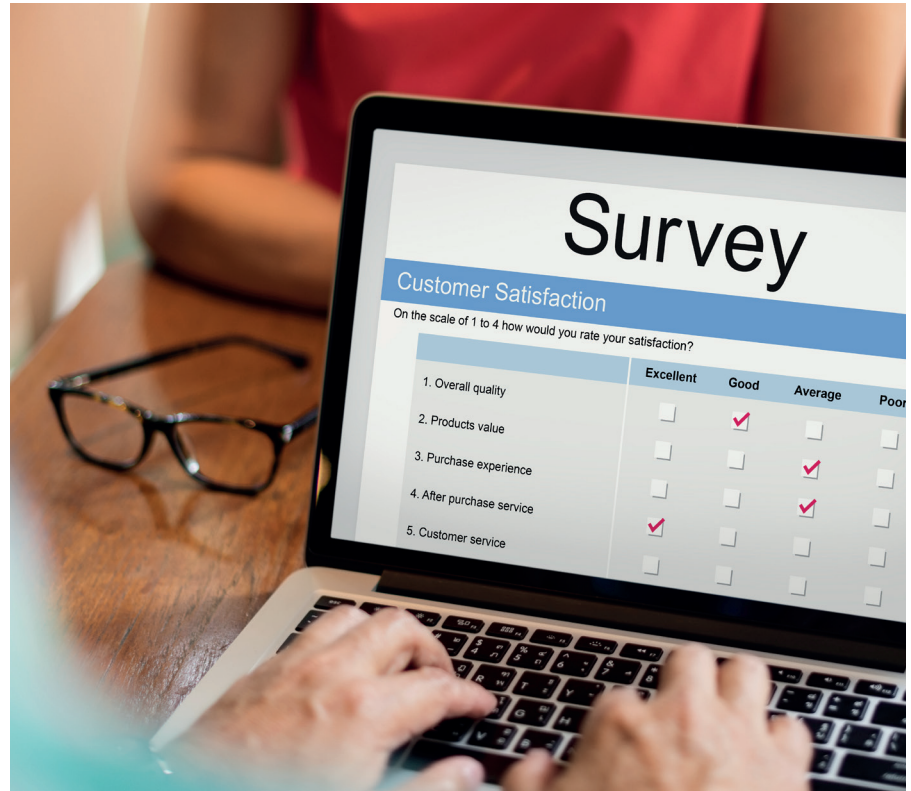 Survey
Customer Satisfaction
On the scale of 1 to 4 how would you rate your satisfaction?
Excellent Good Average Poor
1. Overall quality
2. Products value
3. Purchase experience
4. After purchase service
5. Customer service